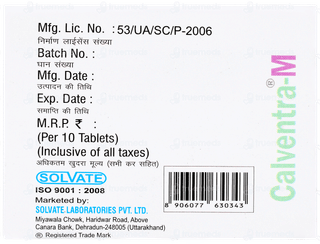 Mfg. Lic. No. : 53/UA/SC/P-2006
निर्माण लाईसेंस संख्या
Batch No. :
घान संख्या
Mfg. Date :
उत्पादन की तिथि
Exp. Date :
समाप्ति की तिथि
M.R.P. ₹ :
(Per 10 Tablets)
(Inclusive of all taxes)
अधिकतम खुदरा मूल्य (सभी कर सहित)
SOLVATE
ISO 9001 : 2008
Marketed by:
SOLVATE LABORATORIES PVT. LTD.
Miyawala Chowk, Haridwar Road, Above
Canara Bank, Dehradun-248005 (Uttarakhand)
® Registered Trade Mark
8 906077 630343
Calventra®-M